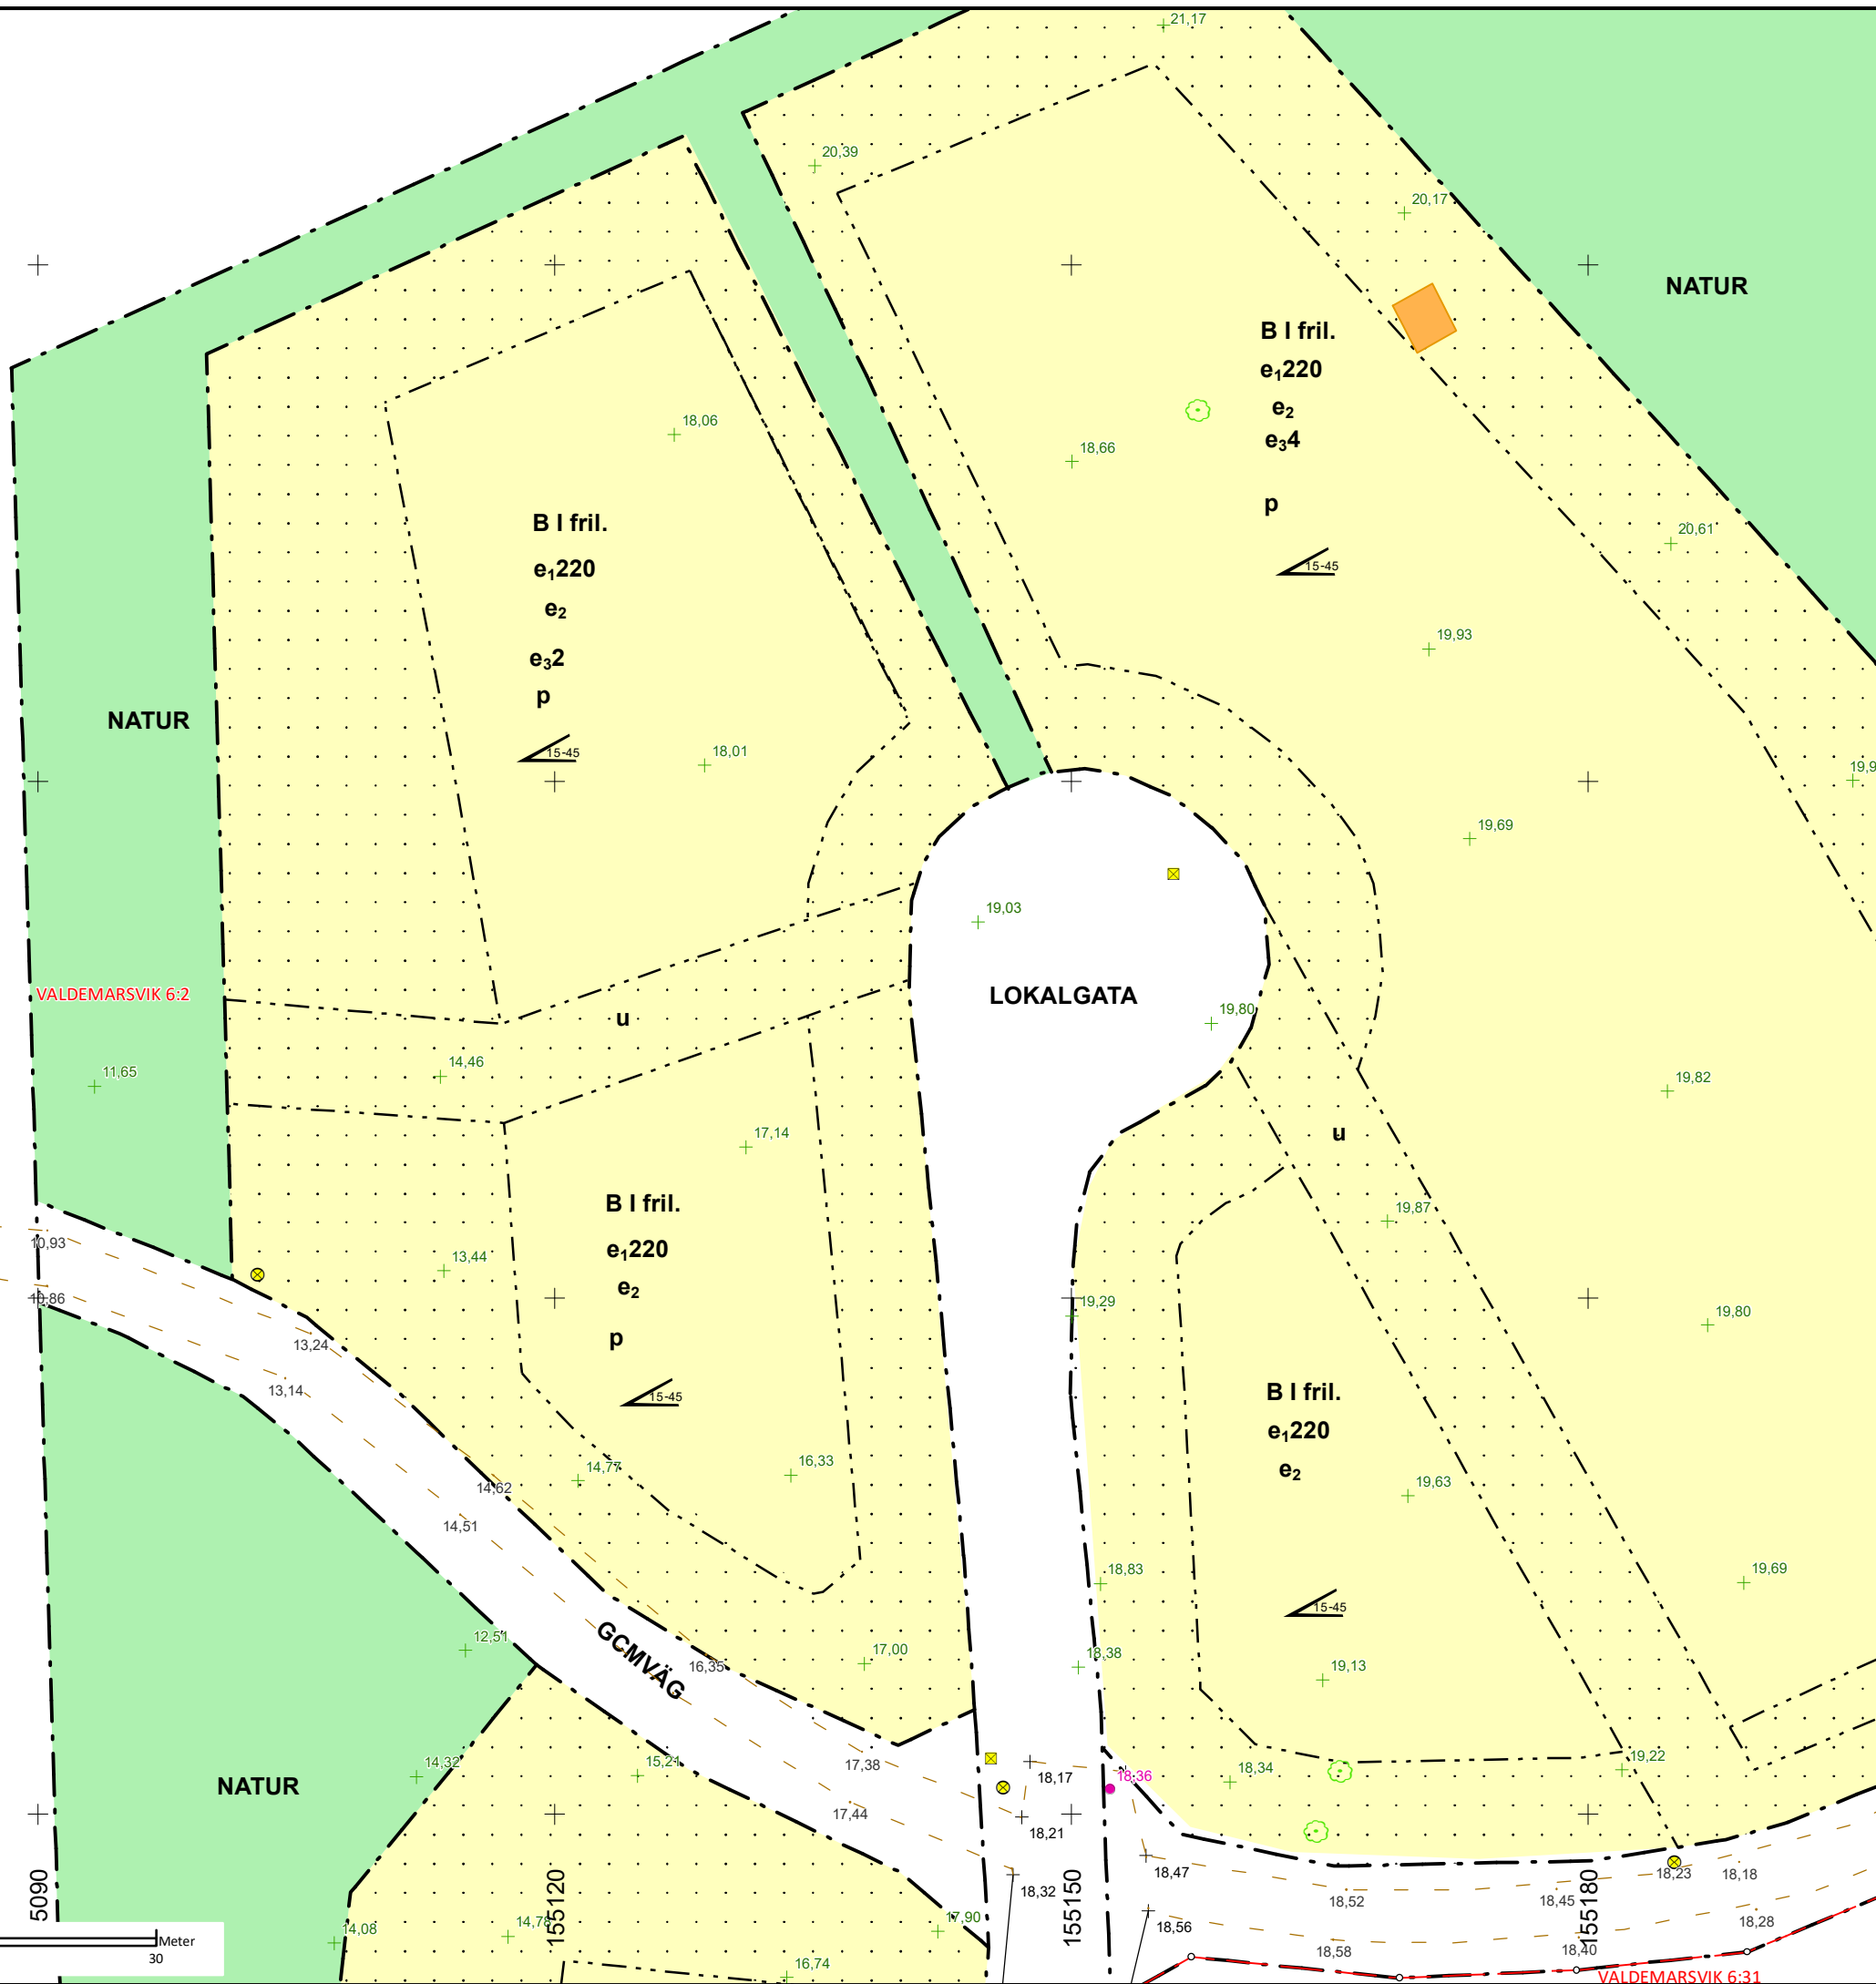 21,17
20,39
20,17
NATUR
B I fril.
e₁220
e₂
e₃4
p
15-45
18,06
18,66
20,61
B I fril.
e₁220
e₂
e₃2
p
15-45
19,93
NATUR
18,01
19,69
19,03
VALDEMARSVIK 6:2
LOKALGATA
u
19,80
11,65
14,46
19,82
17,14
u
B I fril.
e₁220
e₂
p
15-45
19,87
10,93
13,44
10,86
19,29
19,80
13,24
13,14
B I fril.
e₁220
e₂
15-45
14,77
16,33
14,62
19,63
14,51
18,83
19,69
12,51
GCMVÄG
16,35
17,00
18,38
19,13
NATUR
14,32
15,21
17,38
18,17
18,36
18,34
19,22
17,44
18,21
18,47
18,23
18,18
18,32
18,52
18,45
5090
155120
155150
155180
14,08
14,78
17,90
18,56
18,28
18,58
18,40
Meter
30
16,74
VALDEMARSVIK 6:31